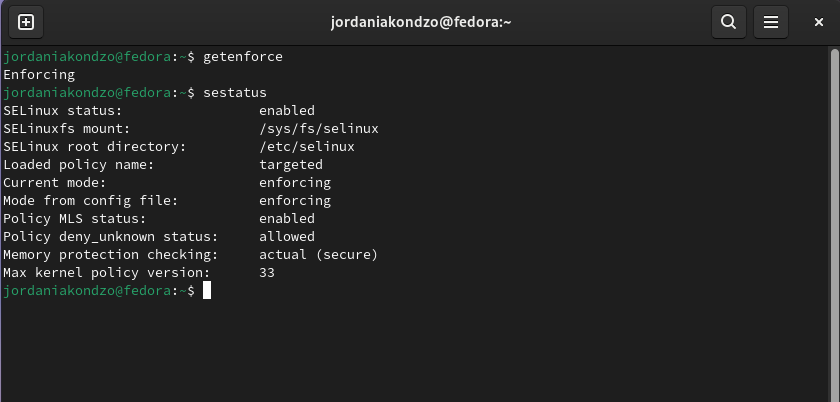 jordaniakondzo@fedora:~
jordaniakondzo@fedora:~$ getenforce
Enforcing
jordaniakondzo@fedora:~$ sestatus
SELinux status:                 enabled
SELinuxfs mount:                /sys/fs/selinux
SELinux root directory:         /etc/selinux
Loaded policy name:             targeted
Current mode:                   enforcing
Mode from config file:          enforcing
Policy MLS status:              enabled
Policy deny_unknown status:     allowed
Memory protection checking:     actual (secure)
Max kernel policy version:      33
jordaniakondzo@fedora:~$